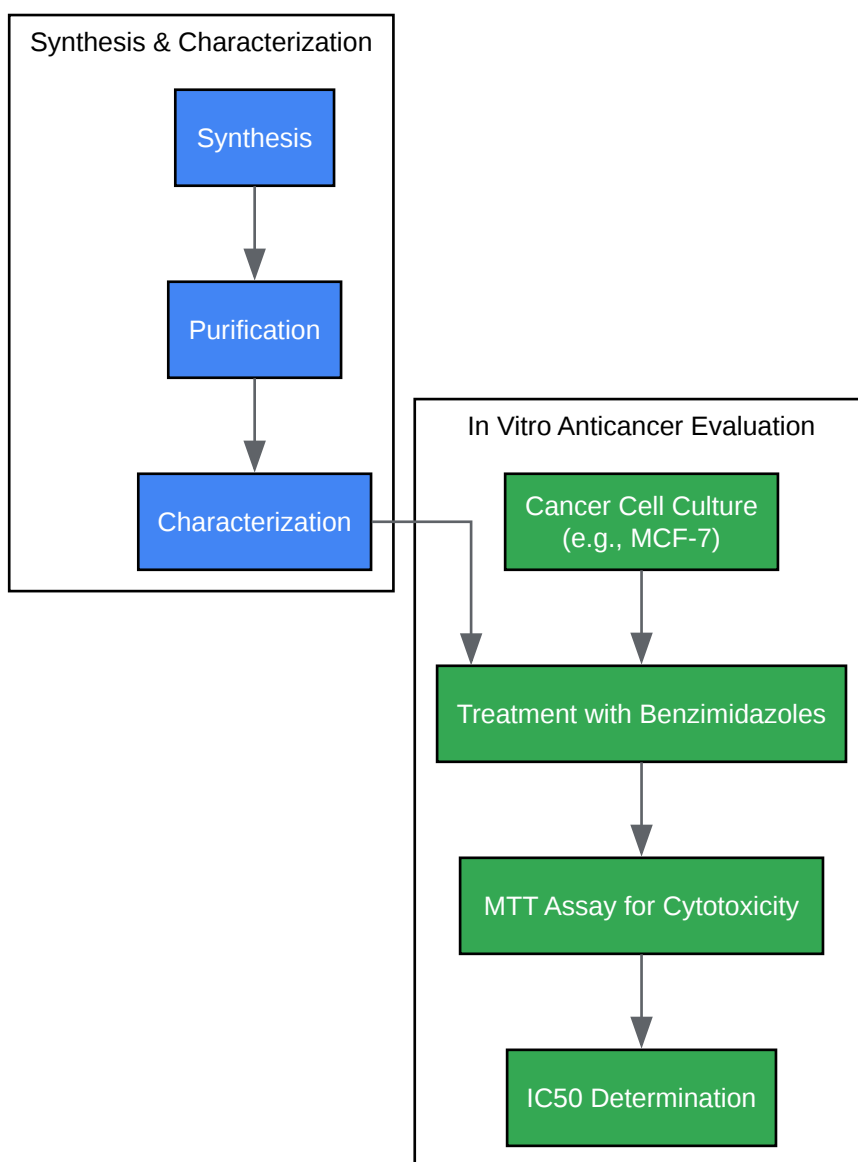 Synthesis & Characterization
Synthesis
Purification
Characterization
In Vitro Anticancer Evaluation
Cancer Cell Culture
(e.g., MCF-7)
Treatment with Benzimidazoles
MTT Assay for Cytotoxicity
IC50 Determination